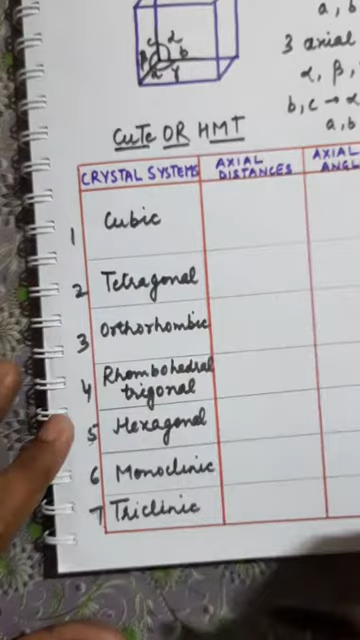 a, b
c α
β b
a γ
3 axial
α, β,
b, c → α
a, b
CuTe OR HMT
CRYSTAL SYSTEMS AXIAL DISTANCES AXIAL ANGL
1 Cubic
2 Tetragonal
3 Orthorhombic
4 Rhombohedral
trigonal
5 Hexagonal
6 Monoclinic
7 Triclinic